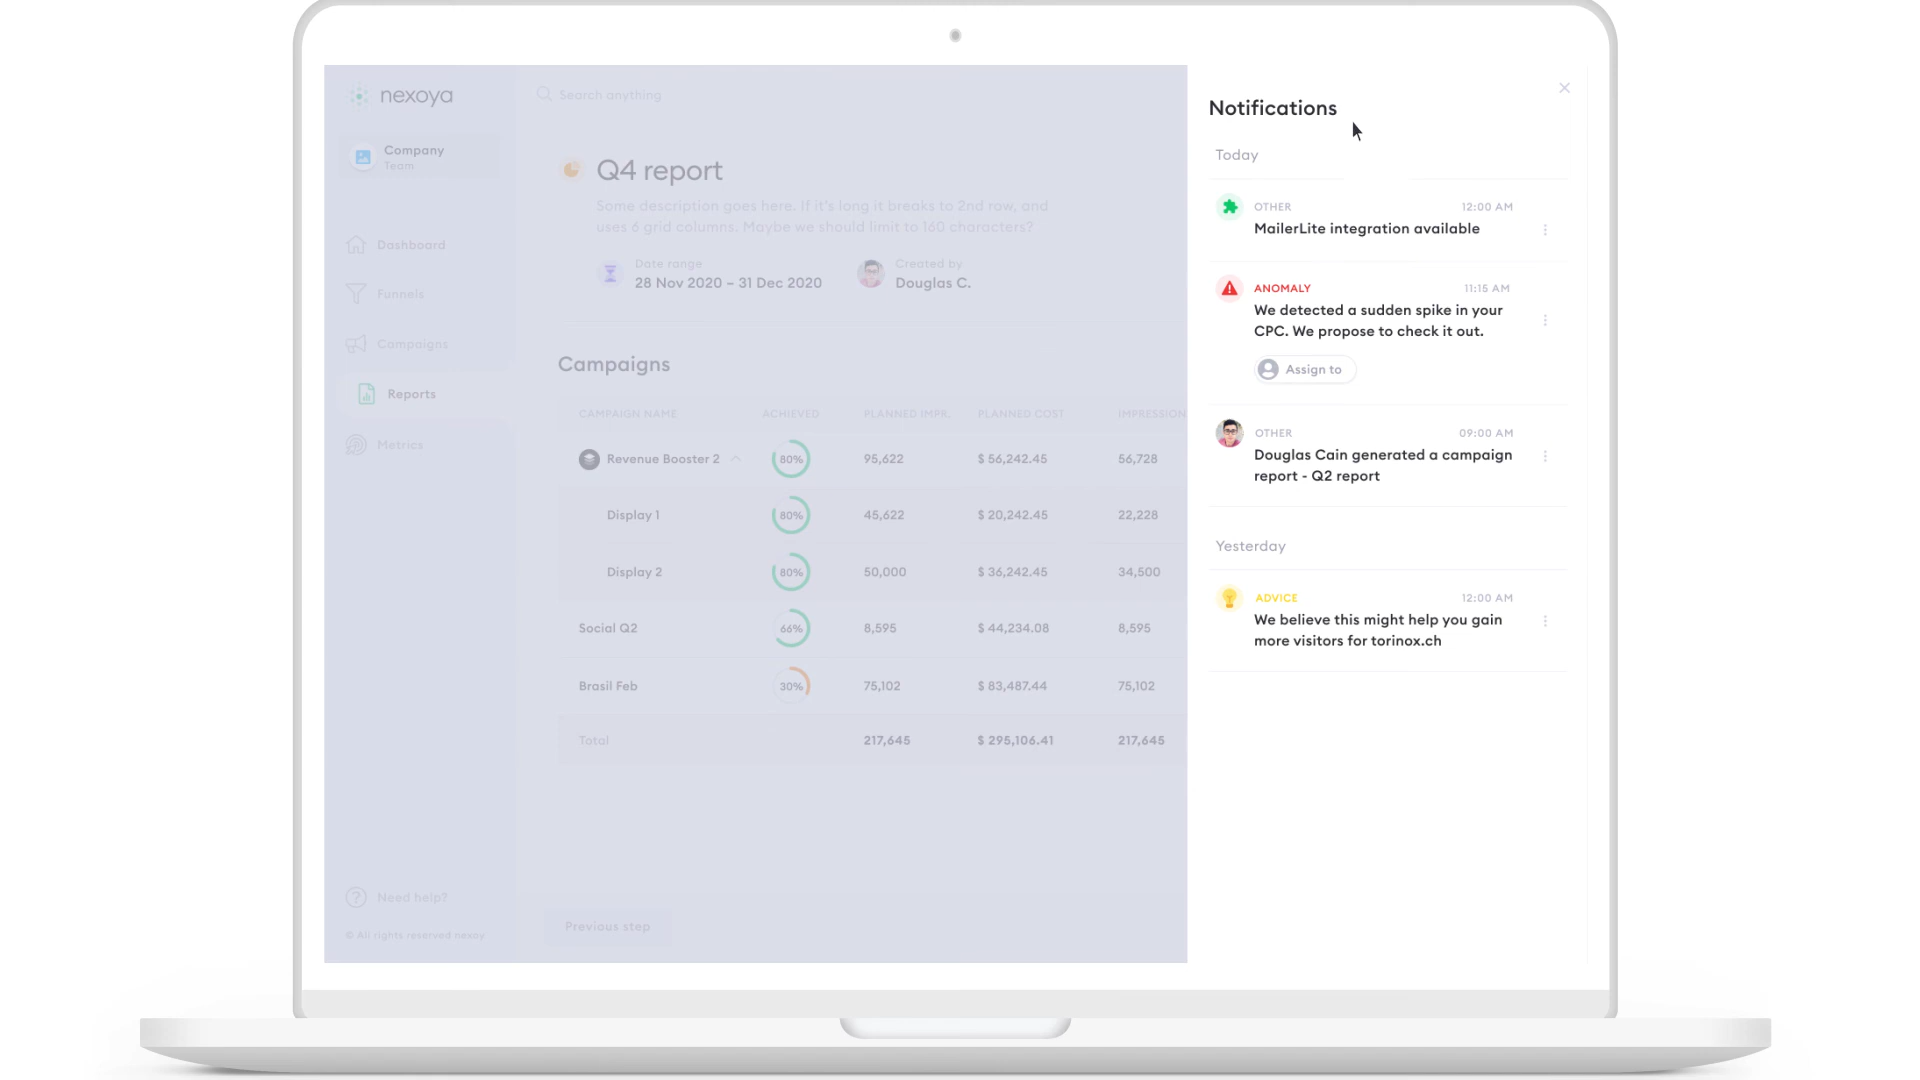 nexoya
Search anything
Company
Team
Dashboard
Funnels
Campaigns
Reports
Metrics
Need help?
© All rights reserved nexoy
Q4 report
Some description goes here. If it's long it breaks to 2nd row, and
uses 6 grid columns. Maybe we should limit to 160 characters?
Date range:
28 Nov 2020 – 31 Dec 2020
Created by
Douglas C.
Campaigns
CAMPAIGN NAME ACHIEVED PLANNED IMPR. PLANNED COST IMPRESSION
Revenue Booster 2 80% 95,622 $ 56,242.45 56,728
Display 1 80% 45,622 $ 20,242.45 22,228
Display 2 80% 50,000 $ 36,242.45 34,500
Social Q2 66% 8,595 $ 44,234.08 8,595
Brasil Feb 30% 75,102 $ 83,487.44 75,102
Total 217,645 $ 295,106.41 217,645
Previous step
Notifications
Today
OTHER 12:00 AM
MailerLite integration available
ANOMALY 11:15 AM
We detected a sudden spike in your
CPC. We propose to check it out.
Assign to
OTHER 09:00 AM
Douglas Cain generated a campaign
report - Q2 report
Yesterday
ADVICE 12:00 AM
We believe this might help you gain
more visitors for torinox.ch